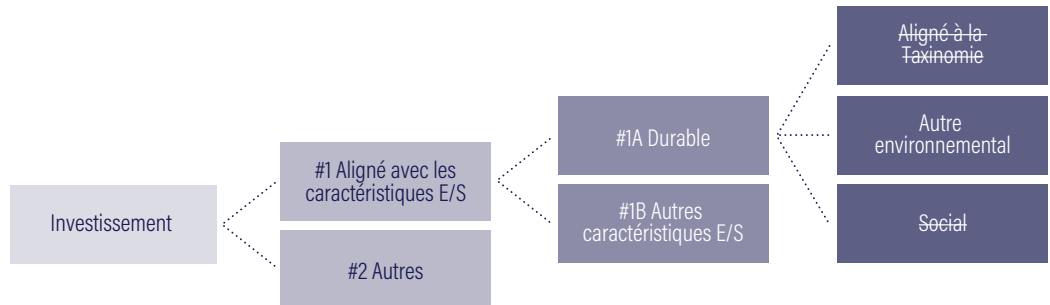 Investissement
#1 Aligné avec les
caractéristiques E/S
#2 Autres
#1A Durable
#1B Autres
caractéristiques E/S
Aligné à la
Taxinomie
Autre
environnemental
Social